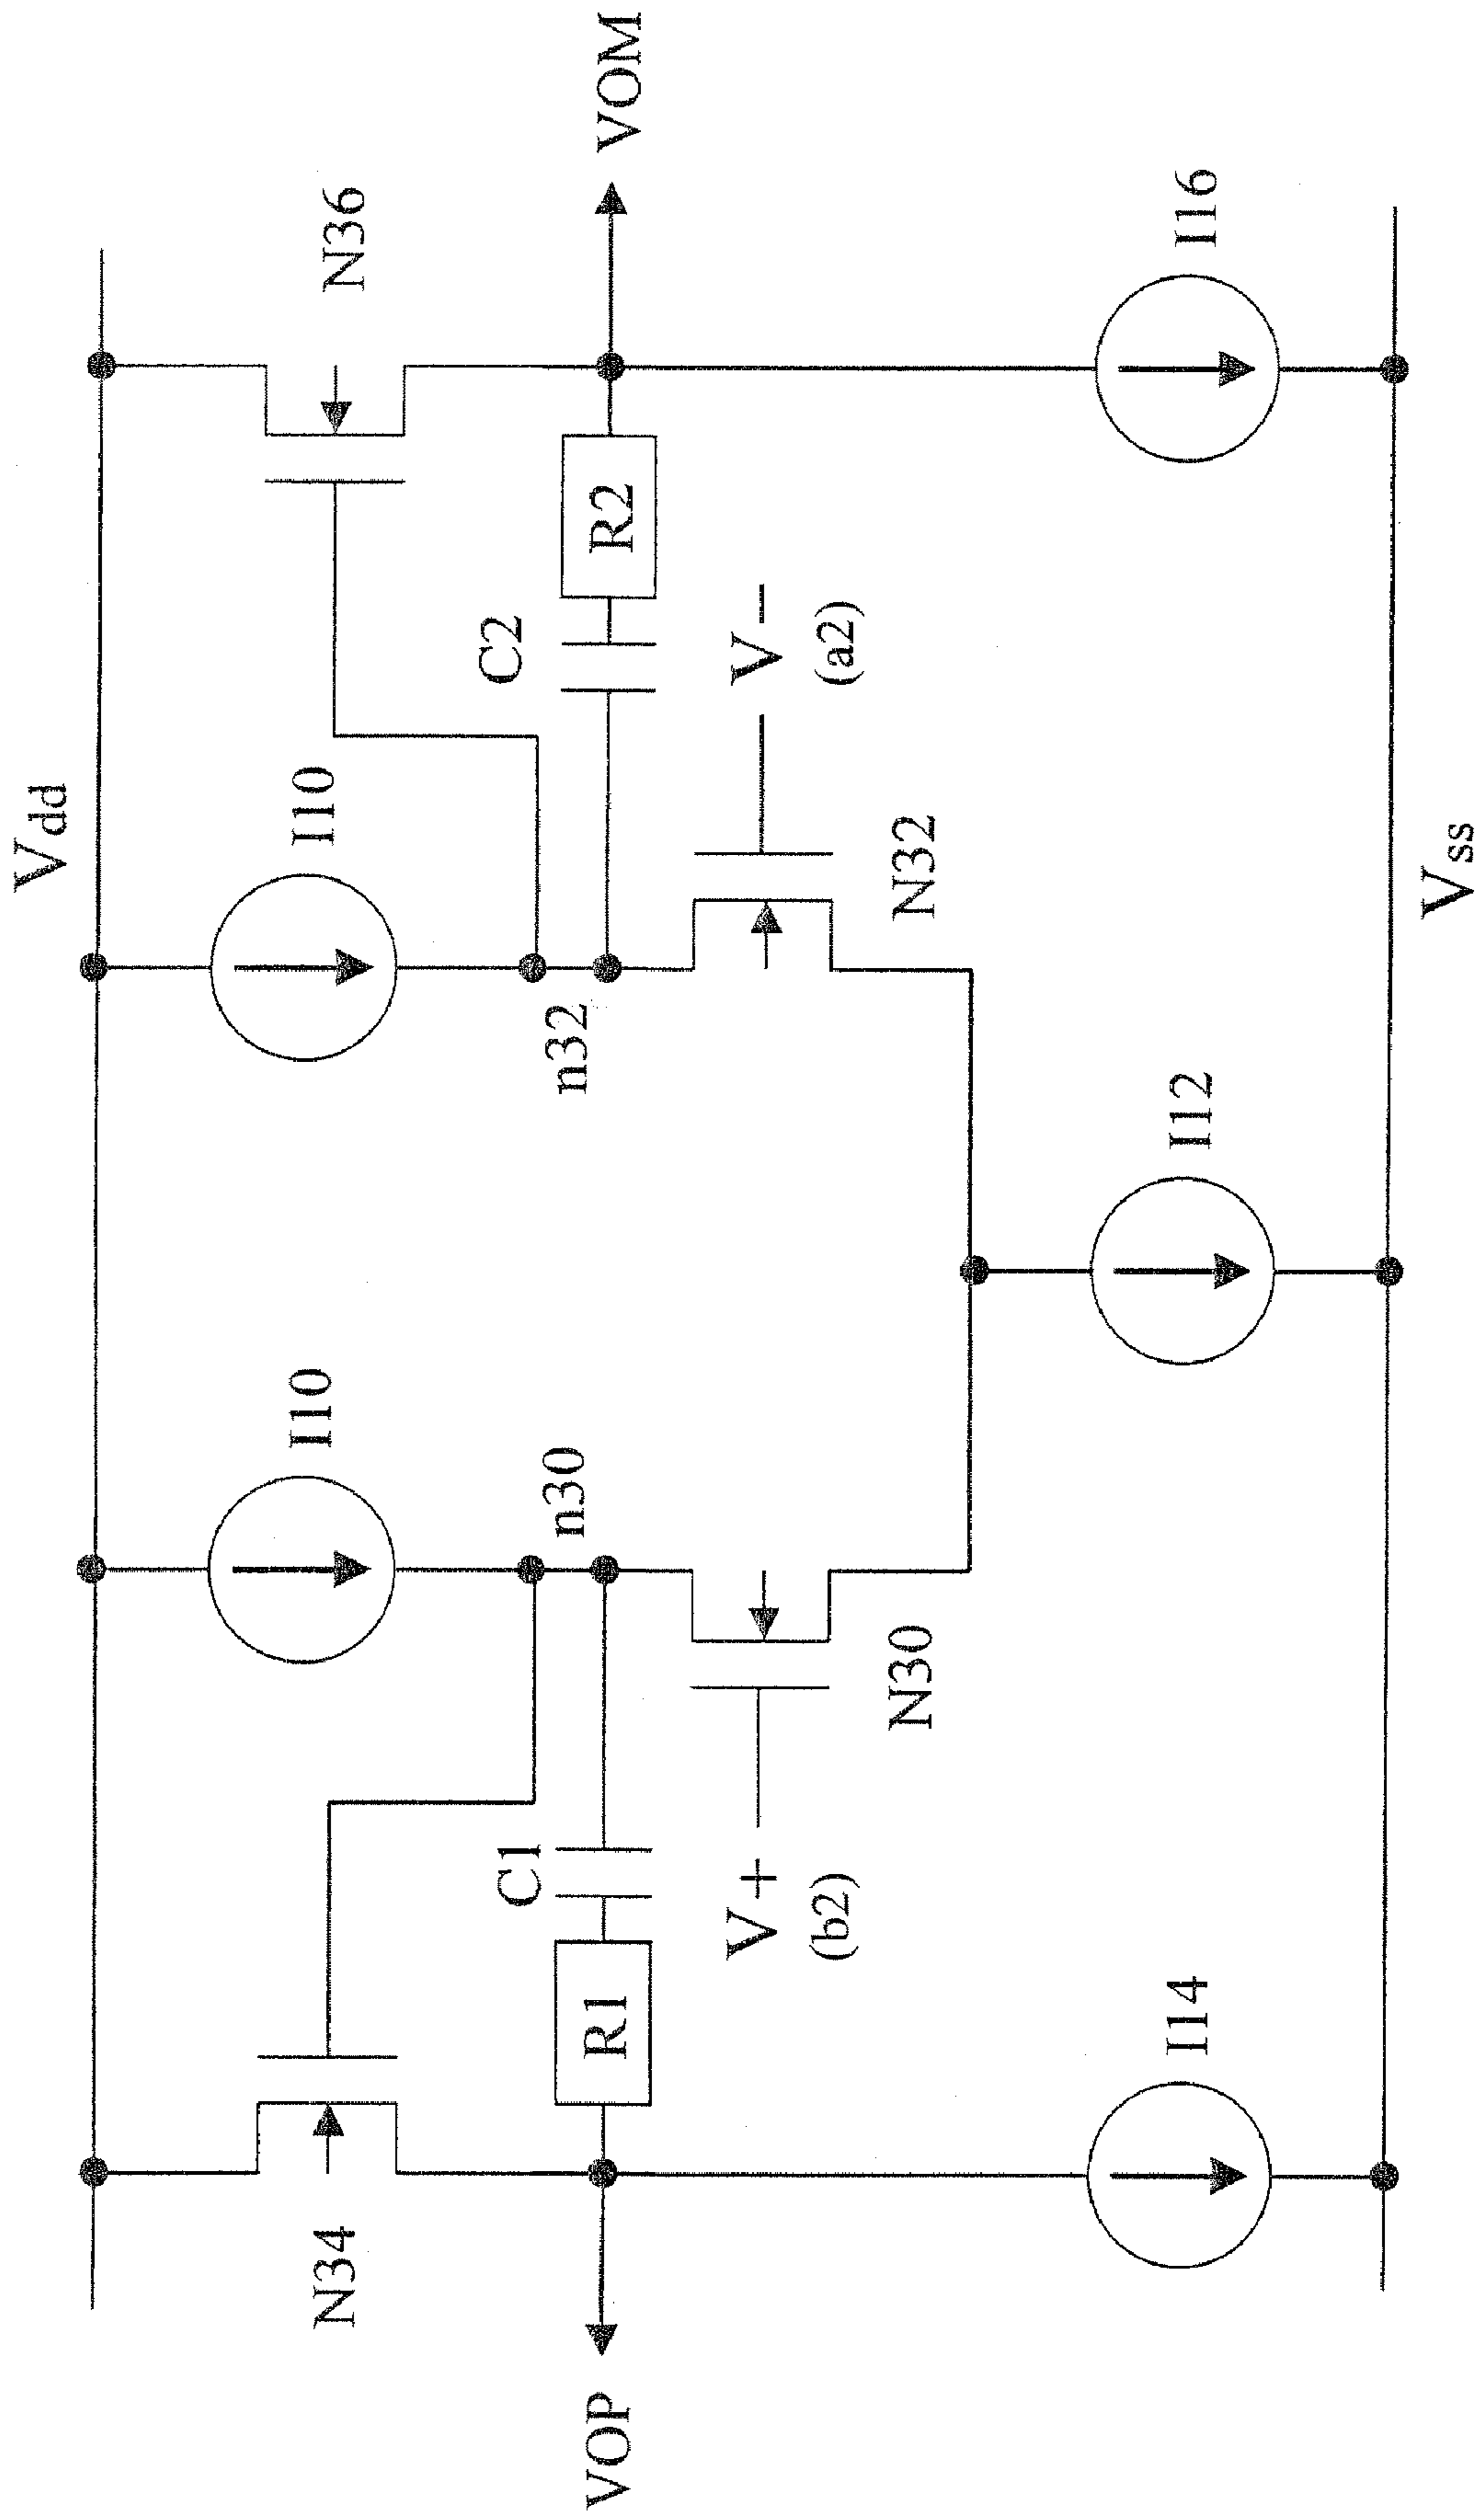 Vdd
N34
I10
I10
N36
n30
n32
VOP
R1
C1
C2
R2
VOM
V+
(b2)
V−
(a2)
N30
N32
I14
I12
I16
Vss